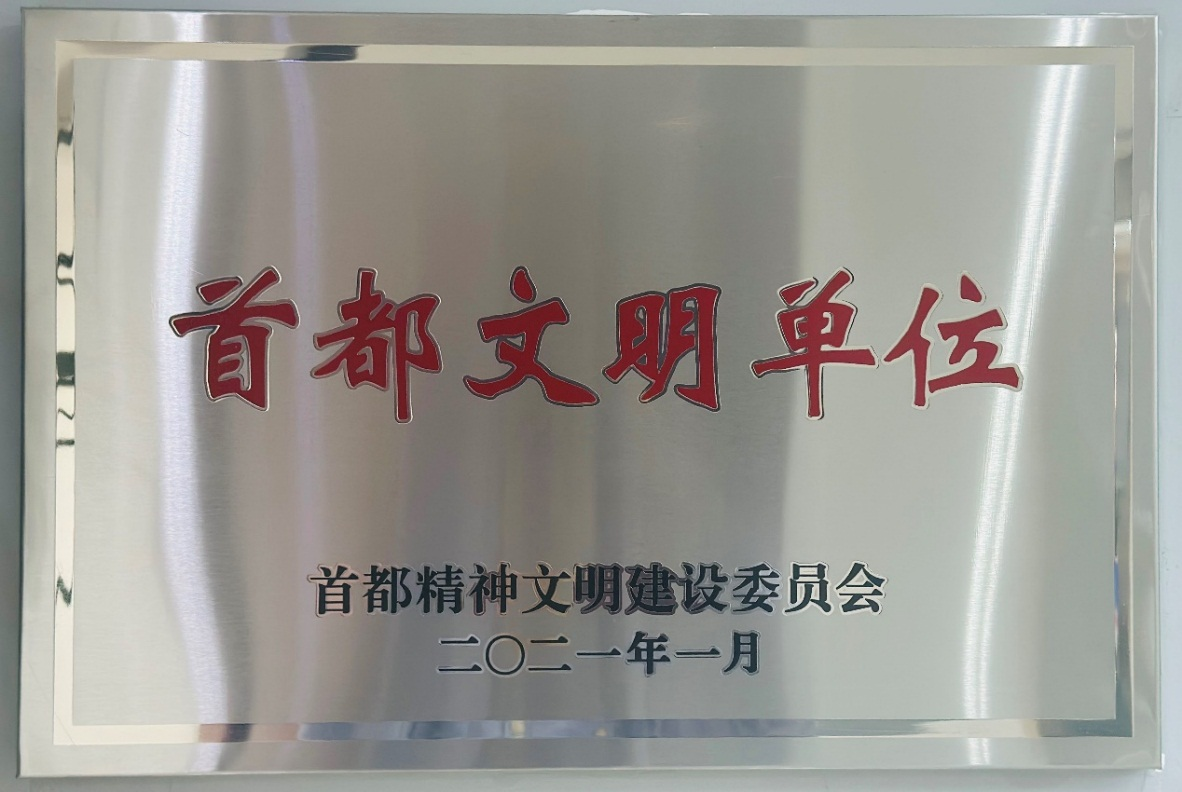 首都文明单位
首都精神文明建设委员会
二〇二一年一月